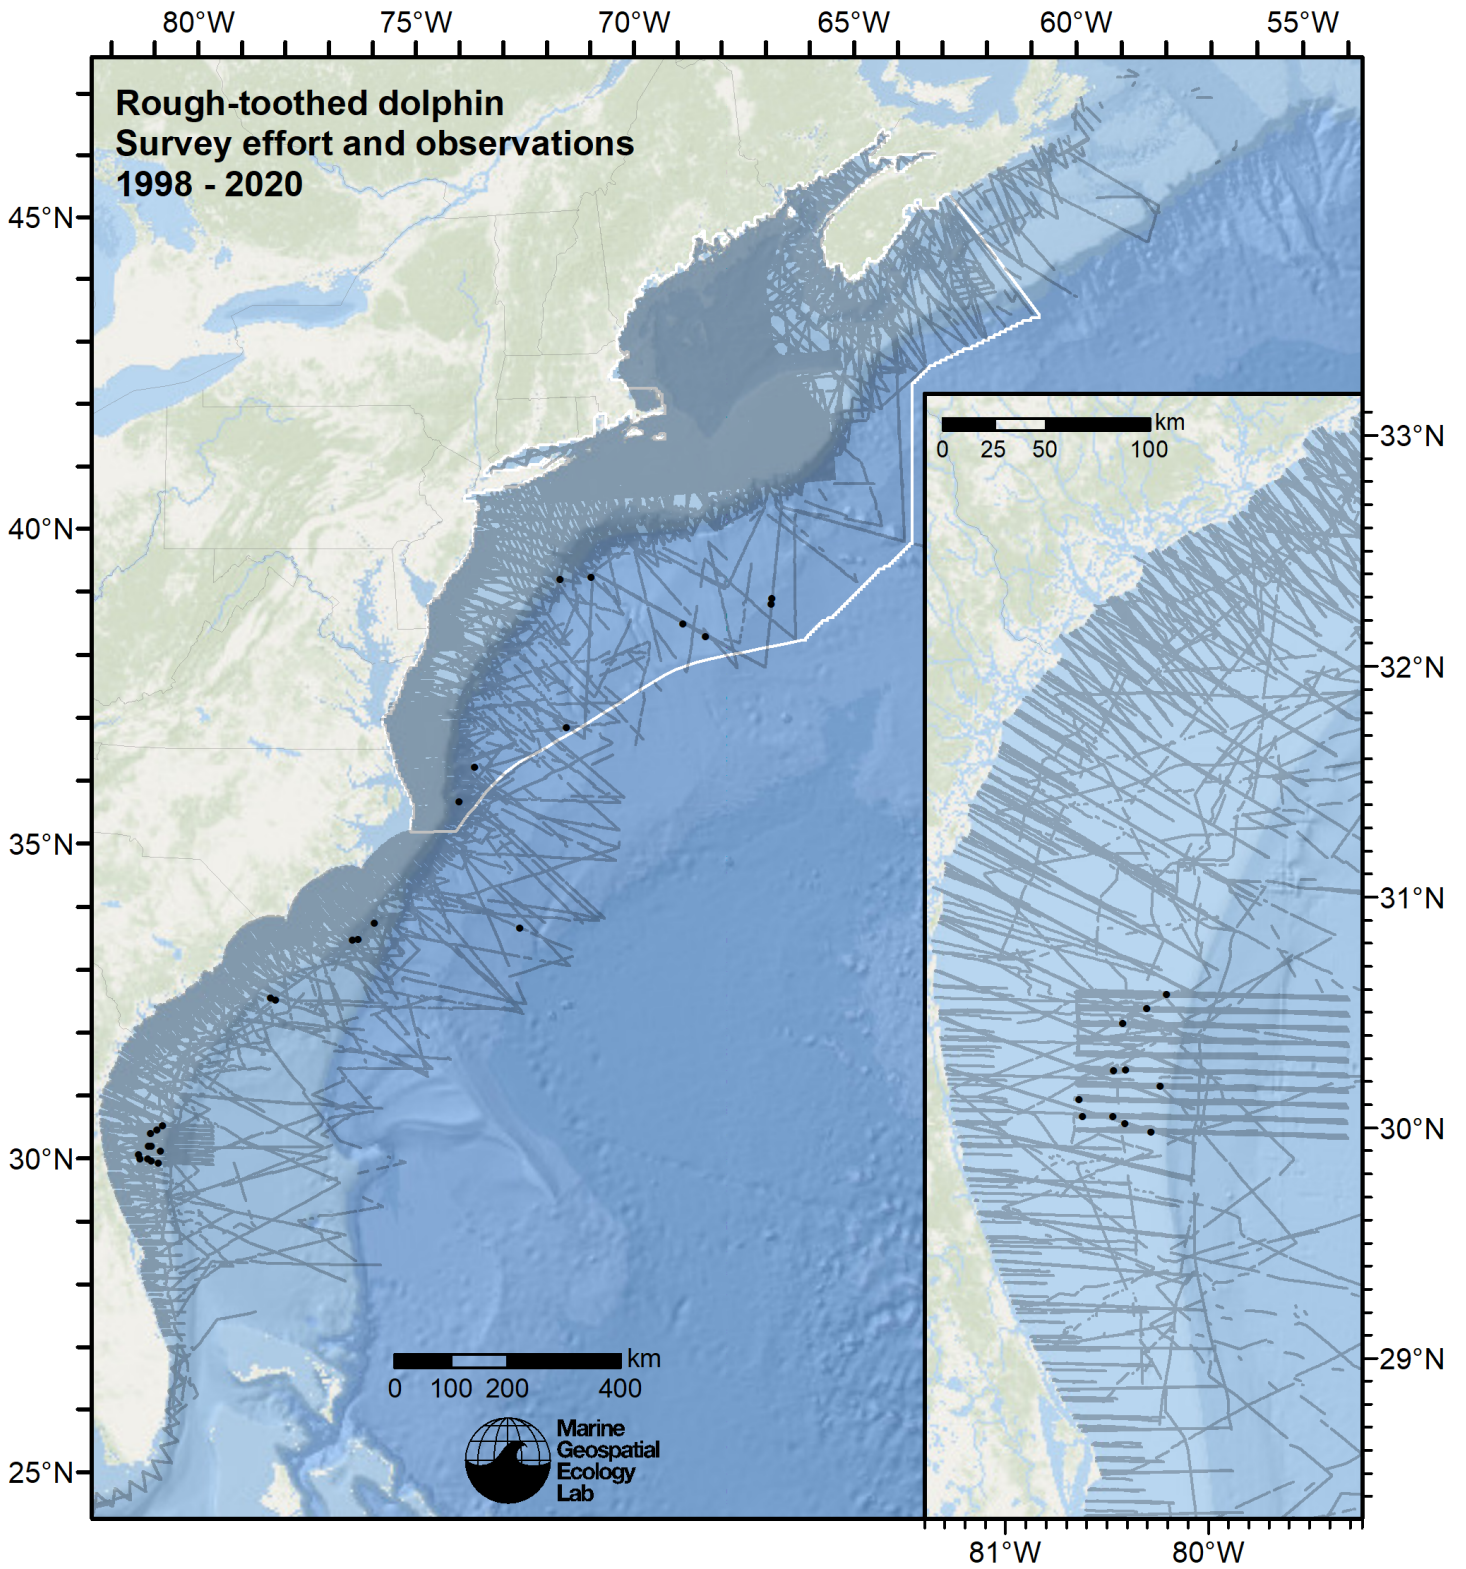 80°W 75°W 70°W 65°W 60°W 55°W
Rough-toothed dolphin
Survey effort and observations
1998 - 2020
45°N
40°N
35°N
30°N
25°N
km
0 25 50 100
33°N
32°N
31°N
30°N
29°N
km
0 100 200 400
Marine
Geospatial
Ecology
Lab
81°W 80°W